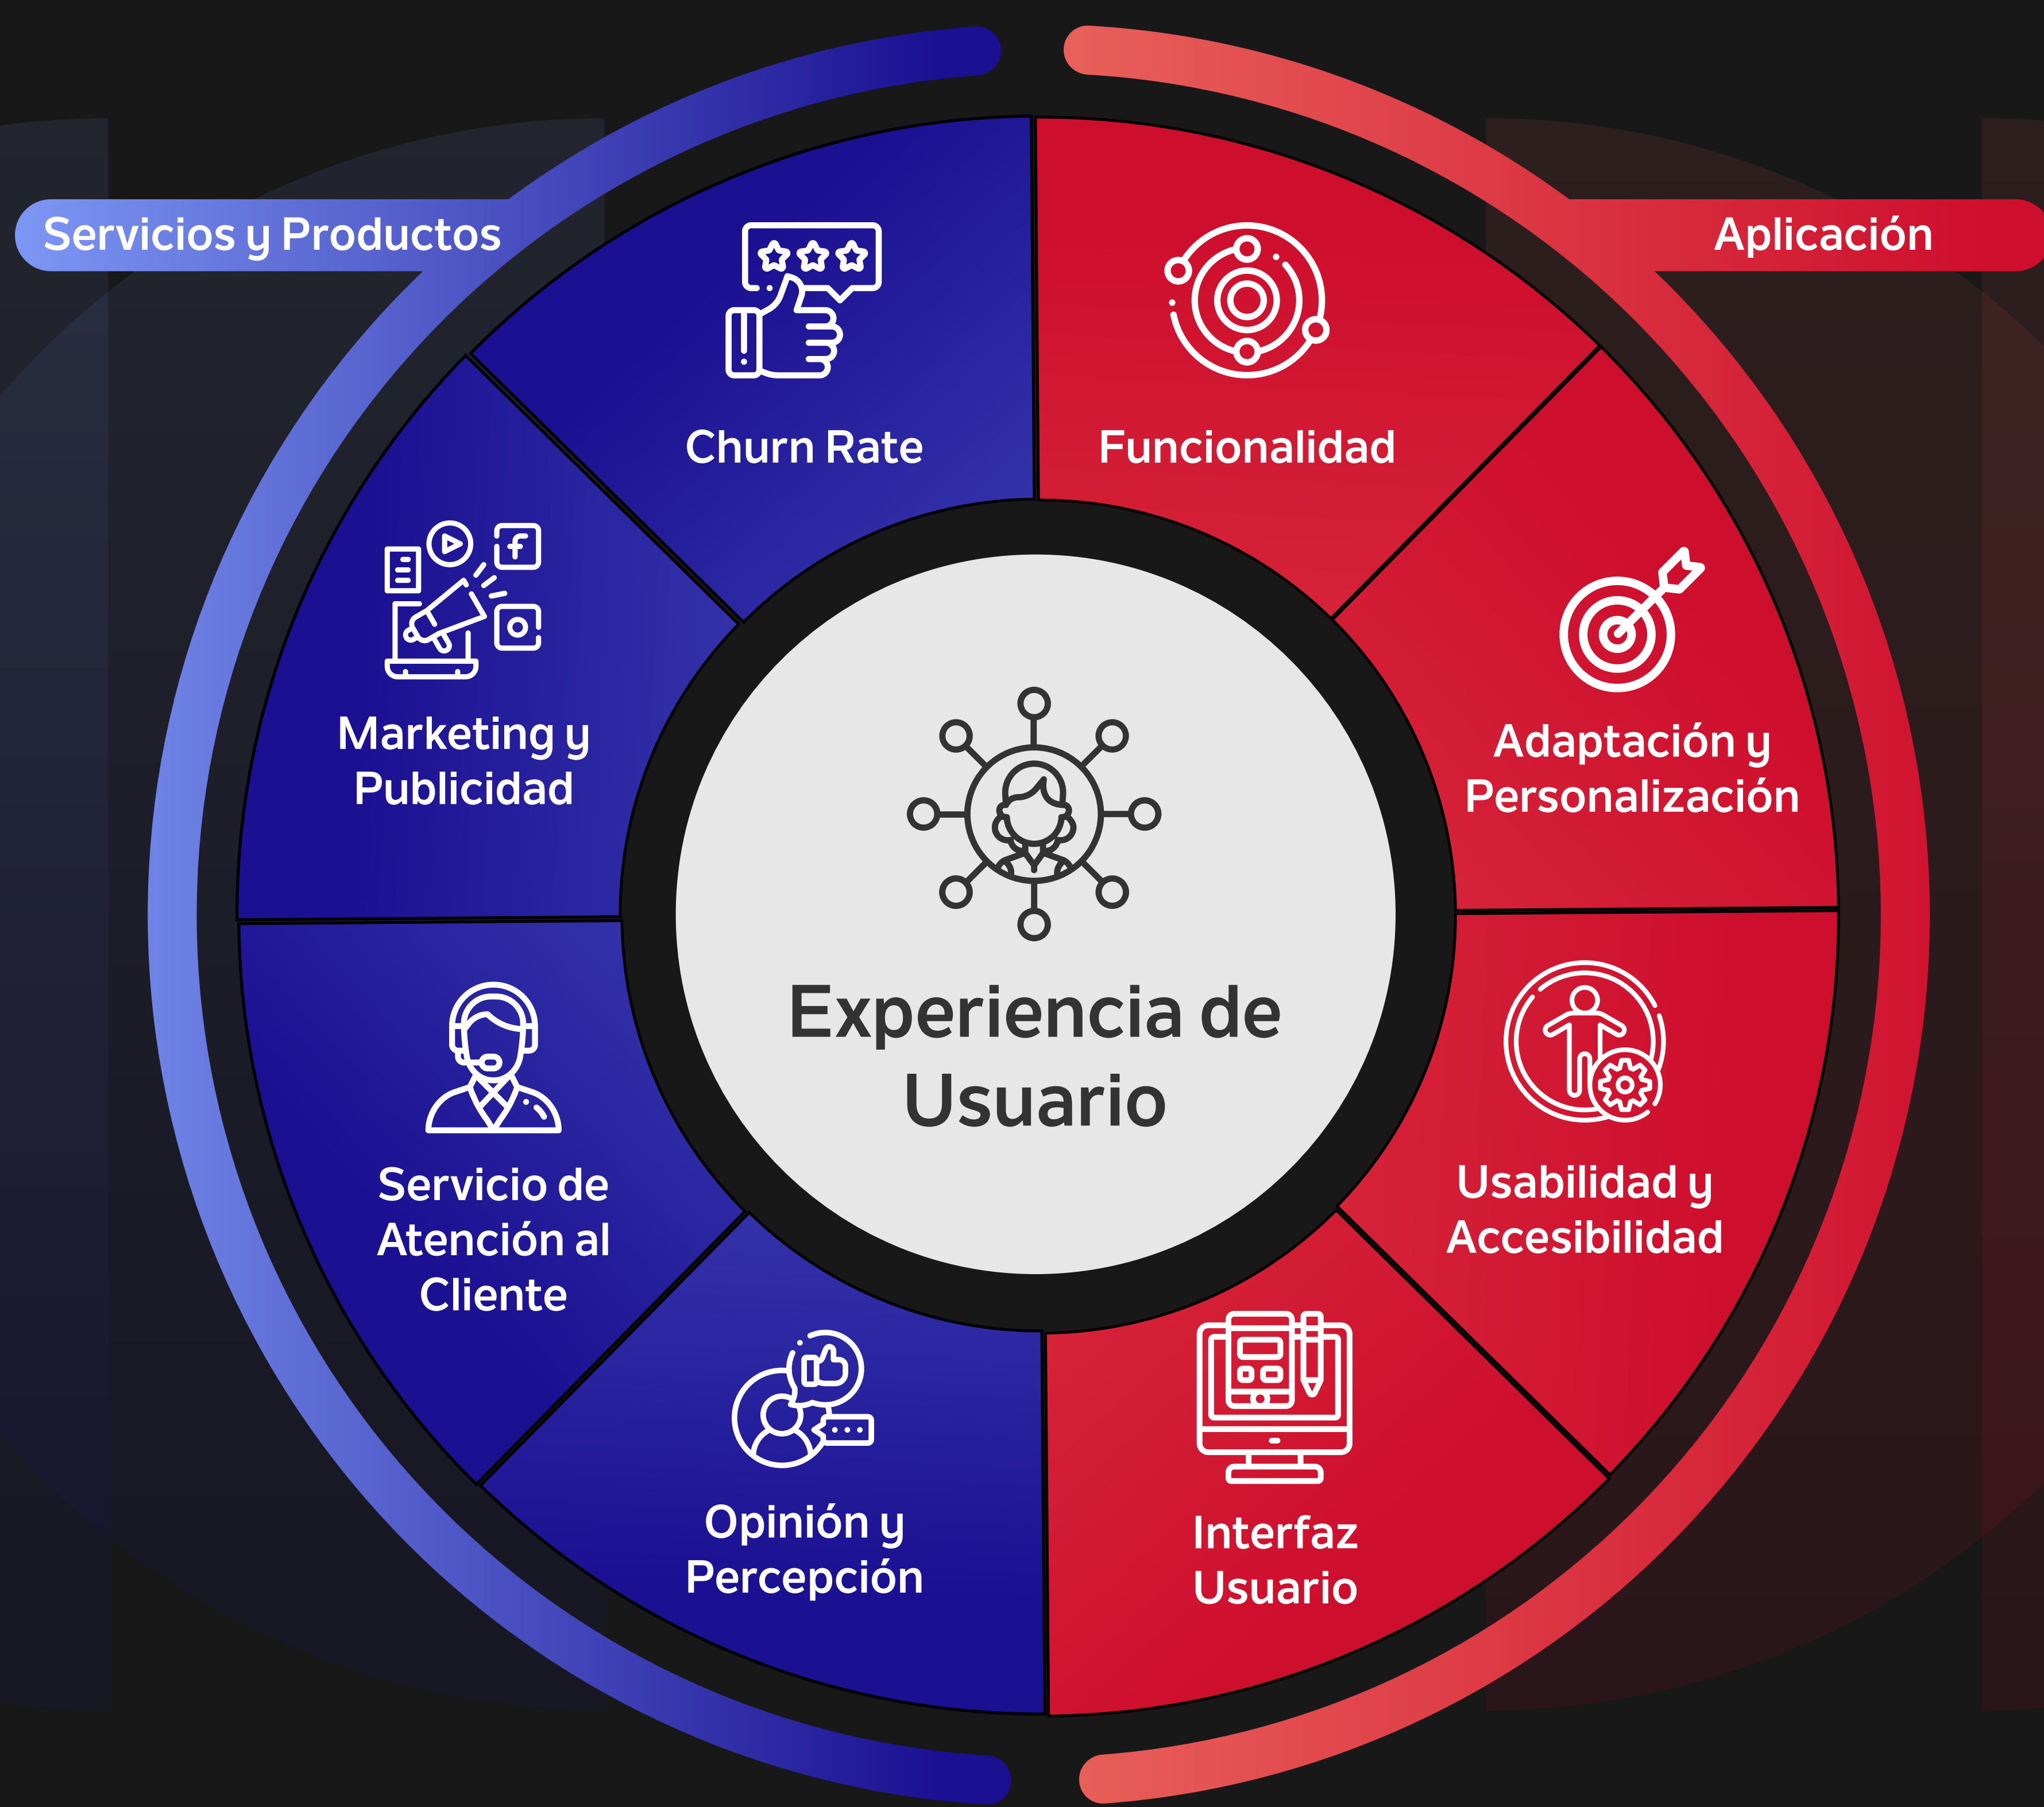 Servicios y Productos
Aplicación
Churn Rate
Funcionalidad
Marketing y
Publicidad
Adaptación y
Personalización
Experiencia de
Usuario
Servicio de
Atención al
Cliente
Usabilidad y
Accesibilidad
Opinión y
Percepción
Interfaz
Usuario